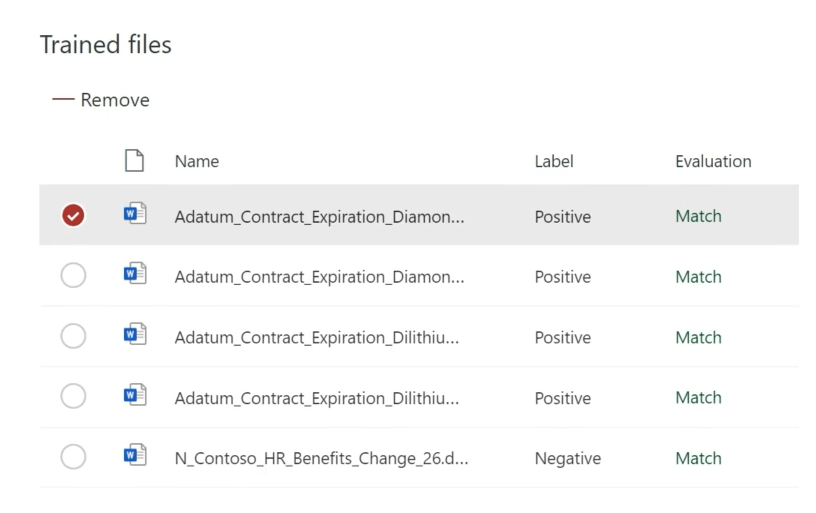 Trained files
Remove
Name Label Evaluation
Adatum_Contract_Expiration_Diamon... Positive Match
Adatum_Contract_Expiration_Diamon... Positive Match
Adatum_Contract_Expiration_Dilithiu... Positive Match
Adatum_Contract_Expiration_Dilithiu... Positive Match
N_Contoso_HR_Benefits_Change_26.d... Negative Match